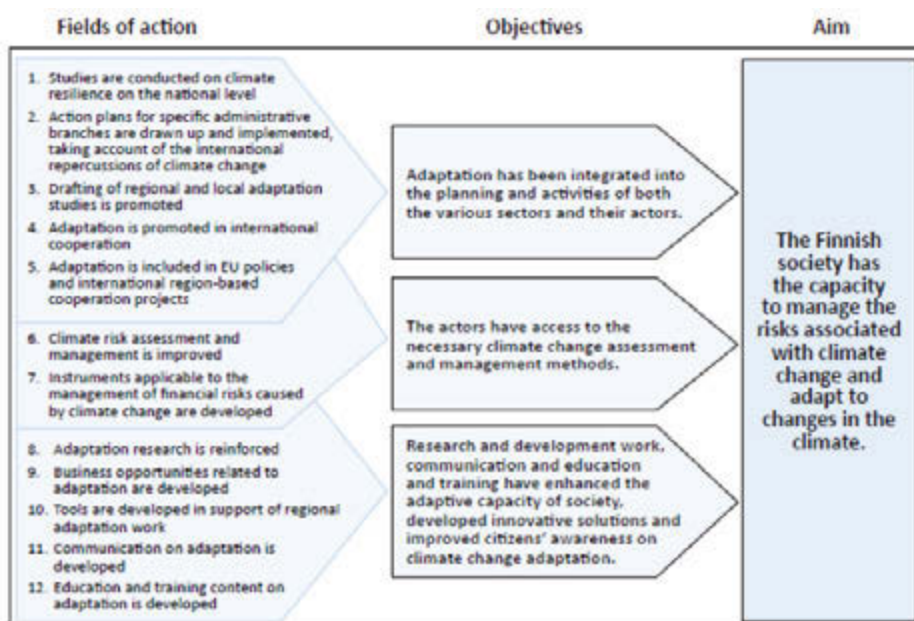 Fields of action
Objectives
Aim
1. Studies are conducted on climate
resilience on the national level
2. Action plans for specific administrative
branches are drawn up and implemented,
taking account of the international
repercussions of climate change
3. Drafting of regional and local adaptation
studies is promoted
4. Adaptation is promoted in international
cooperation
5. Adaptation is included in EU policies
and international region-based
cooperation projects
6. Climate risk assessment and
management is improved
7. Instruments applicable to the
management of financial risks caused
by climate change are developed
8. Adaptation research is reinforced
9. Business opportunities related to
adaptation are developed
10. Tools are developed in support of regional
adaptation work
11. Communication on adaptation is
developed
12. Education and training content on
adaptation is developed
Adaptation has been integrated into
the planning and activities of both
the various sectors and their actors.
The actors have access to the
necessary climate change assessment
and management methods.
Research and development work,
communication and education
and training have enhanced the
adaptive capacity of society,
developed innovative solutions and
improved citizens' awareness on
climate change adaptation.
The Finnish
society has
the capacity
to manage the
risks associated
with climate
change and
adapt to
changes in the
climate.